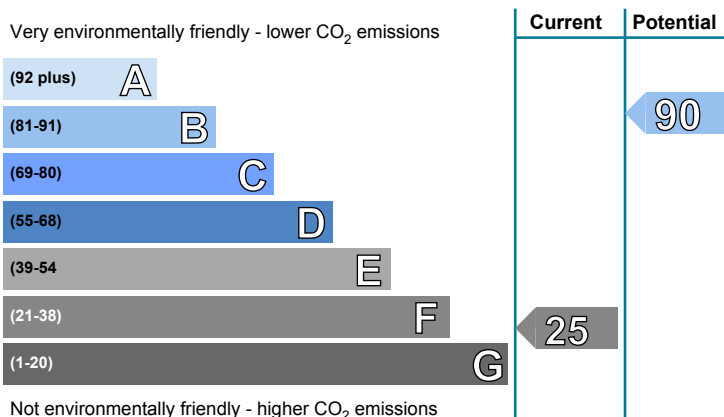 Current Potential
Very environmentally friendly - lower CO2 emissions
(92 plus) A
(81-91) B
90
(69-80) C
(55-68) D
(39-54 E
(21-38) F
25
(1-20) G
Not environmentally friendly - higher CO2 emissions